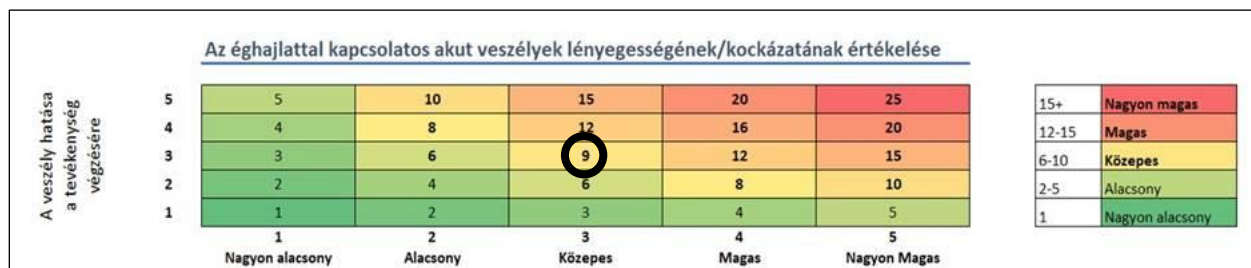 Az éghajlattal kapcsolatos akut veszélyek lényegességének/kockázatának értékelése
A veszély hatása
a tevékenység
végzésére
5 5 10 15 20 25
4 4 8 12 16 20
3 3 6 9 12 15
2 2 4 6 8 10
1 1 2 3 4 5
1 2 3 4 5
Nagyon alacsony Alacsony Közepes Magas Nagyon Magas
15+ Nagyon magas
12-15 Magas
6-10 Közepes
2-5 Alacsony
1 Nagyon alacsony